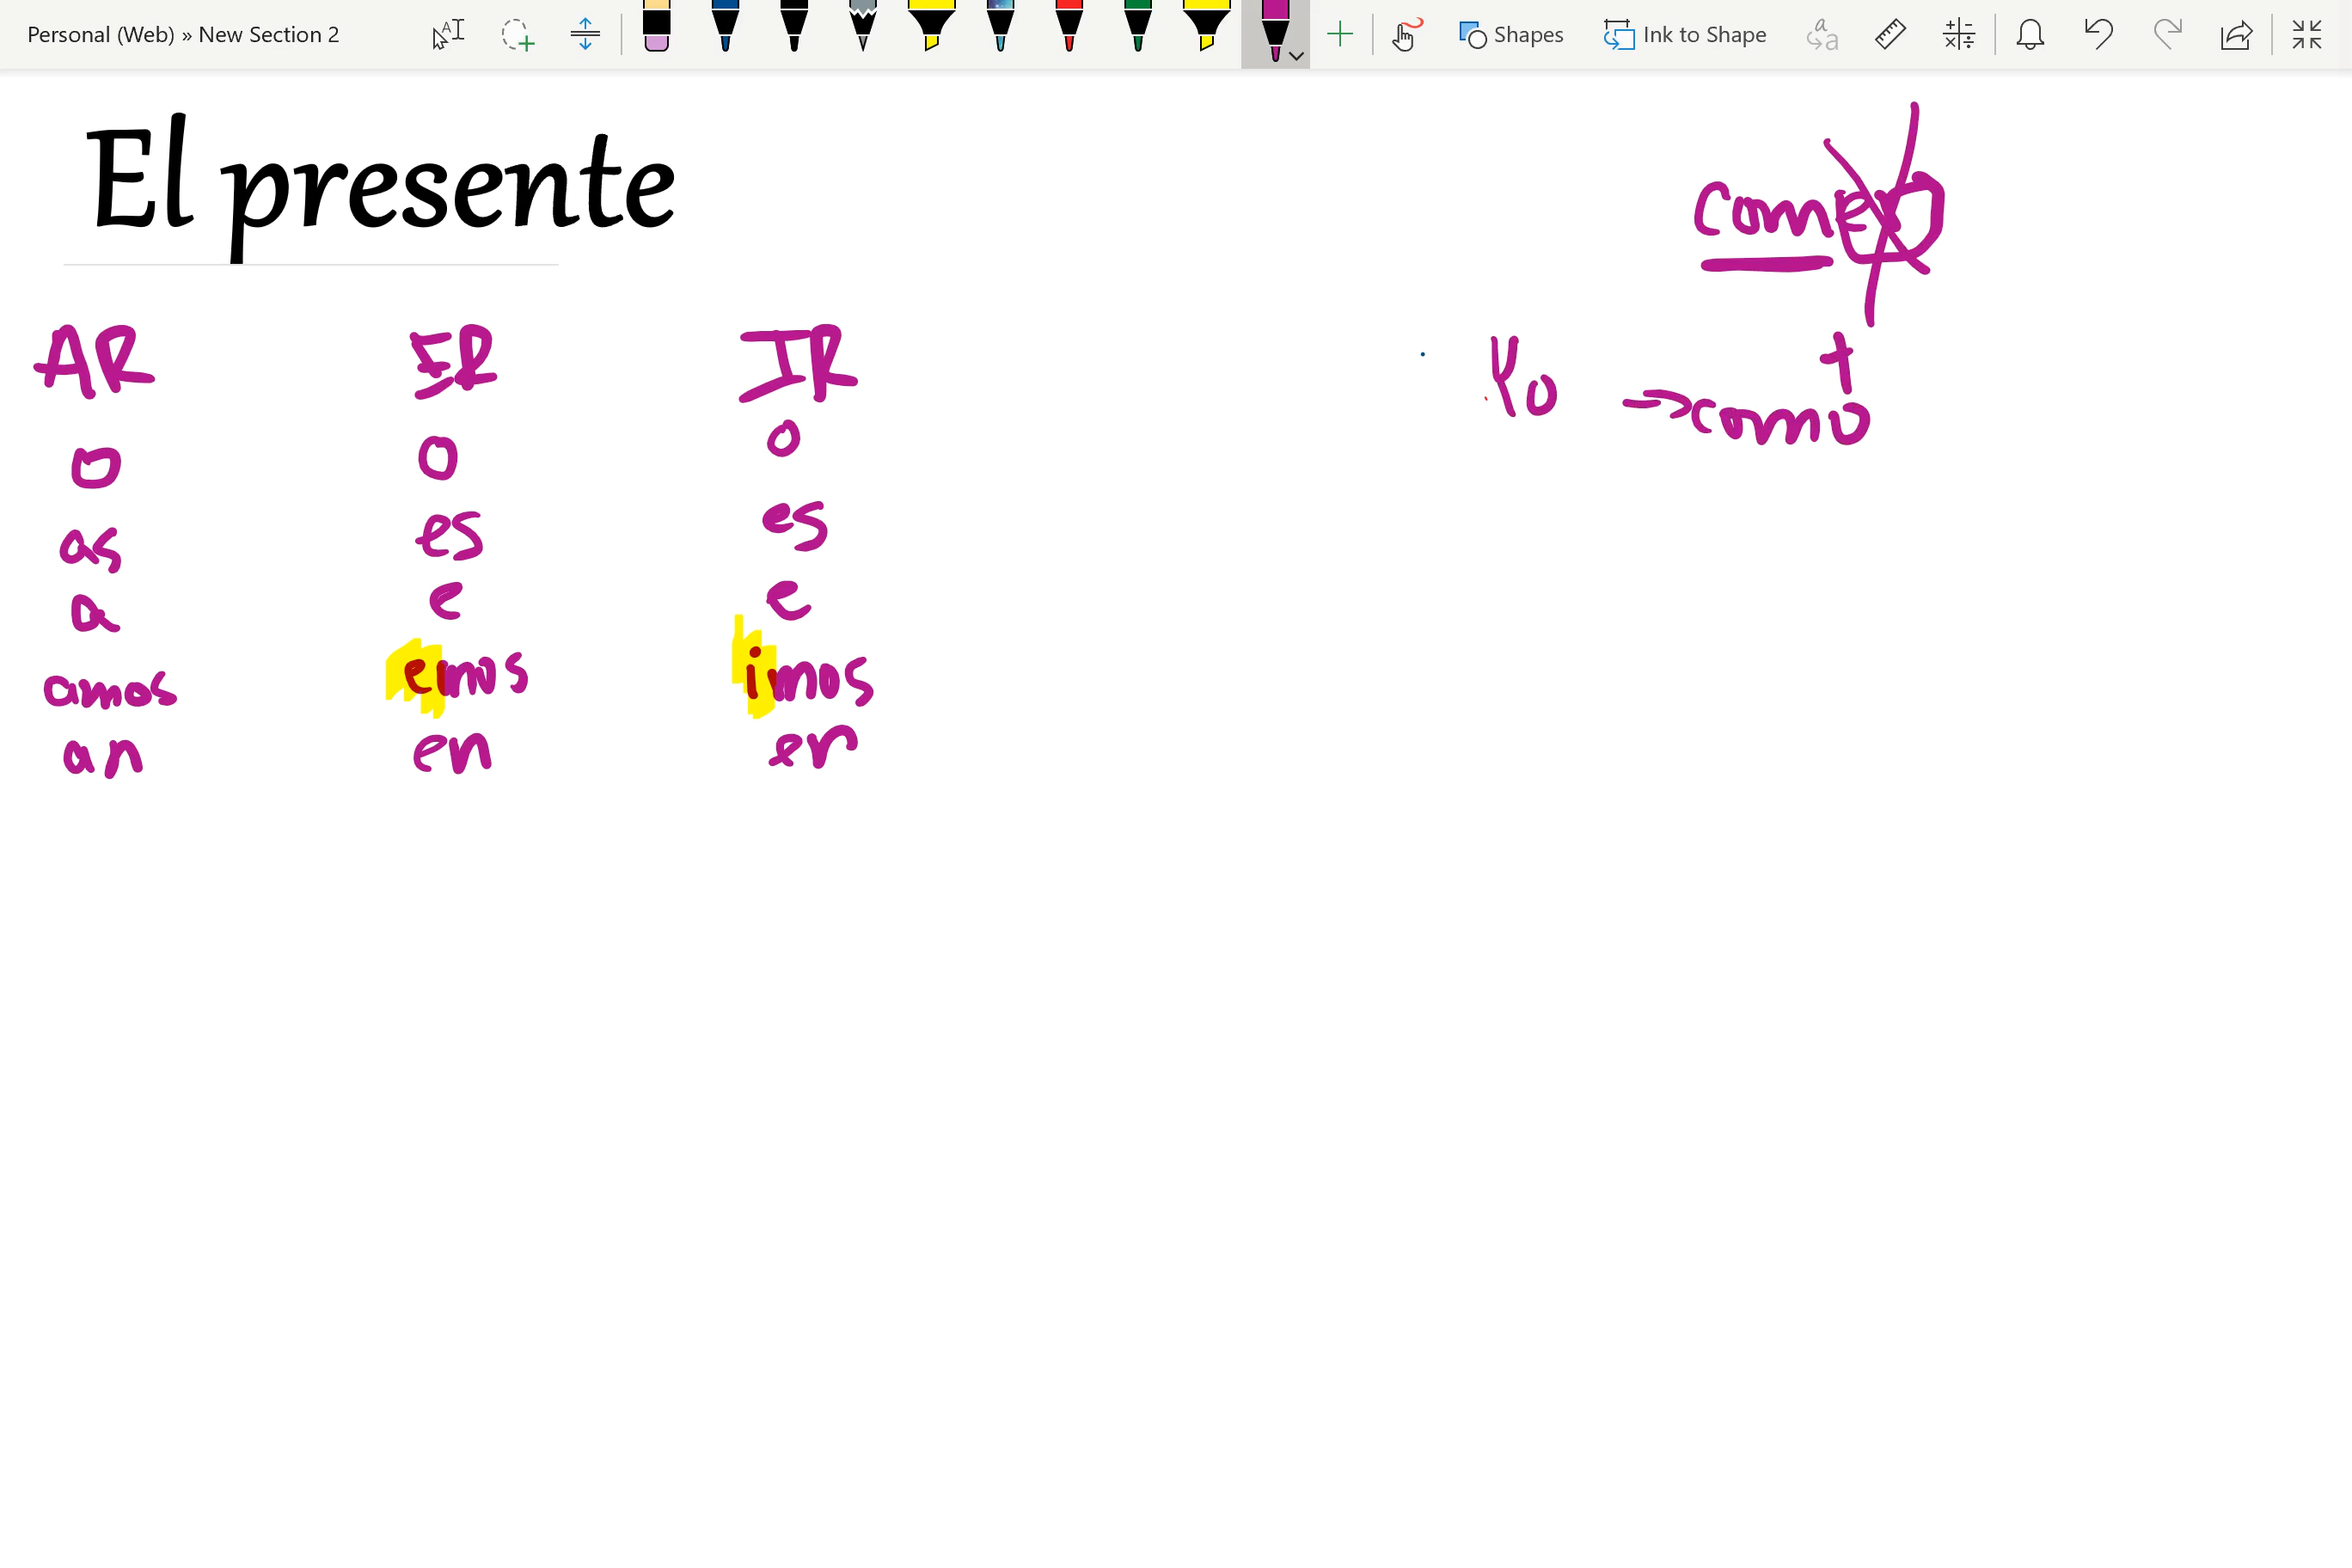 Personal (Web) » New Section 2 Shapes Ink to Shape
El presente
comer
AR ER IR
Yo → como
+
o o o
as es es
a e e
amos emos imos
an en en